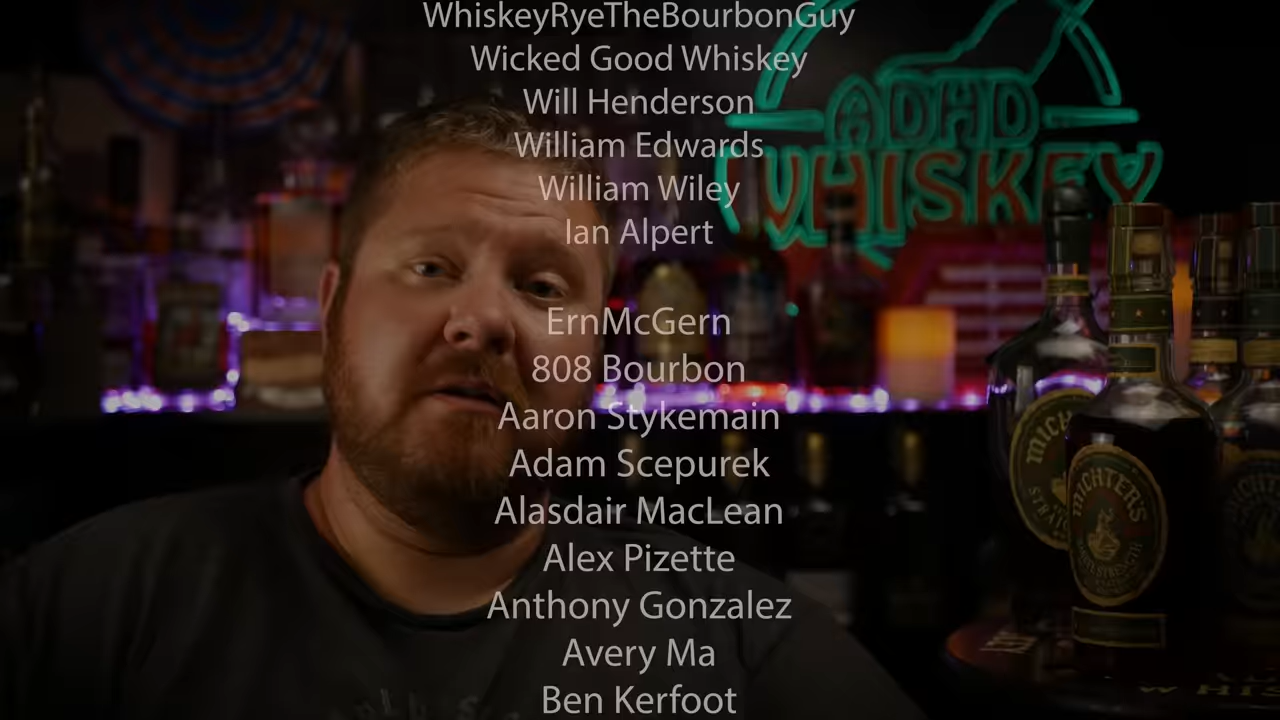 WhiskeyRyeTheBourbonGuy
Wicked Good Whiskey
Will Henderson
William Edwards
William Wiley
Ian Alpert
ErnMcGern
808 Bourbon
Aaron Stykemain
Adam Scepurek
Alasdair MacLean
Alex Pizette
Anthony Gonzalez
Avery Ma
Ben Kerfoot
ADHD
WHISKEY
MICHTER'S